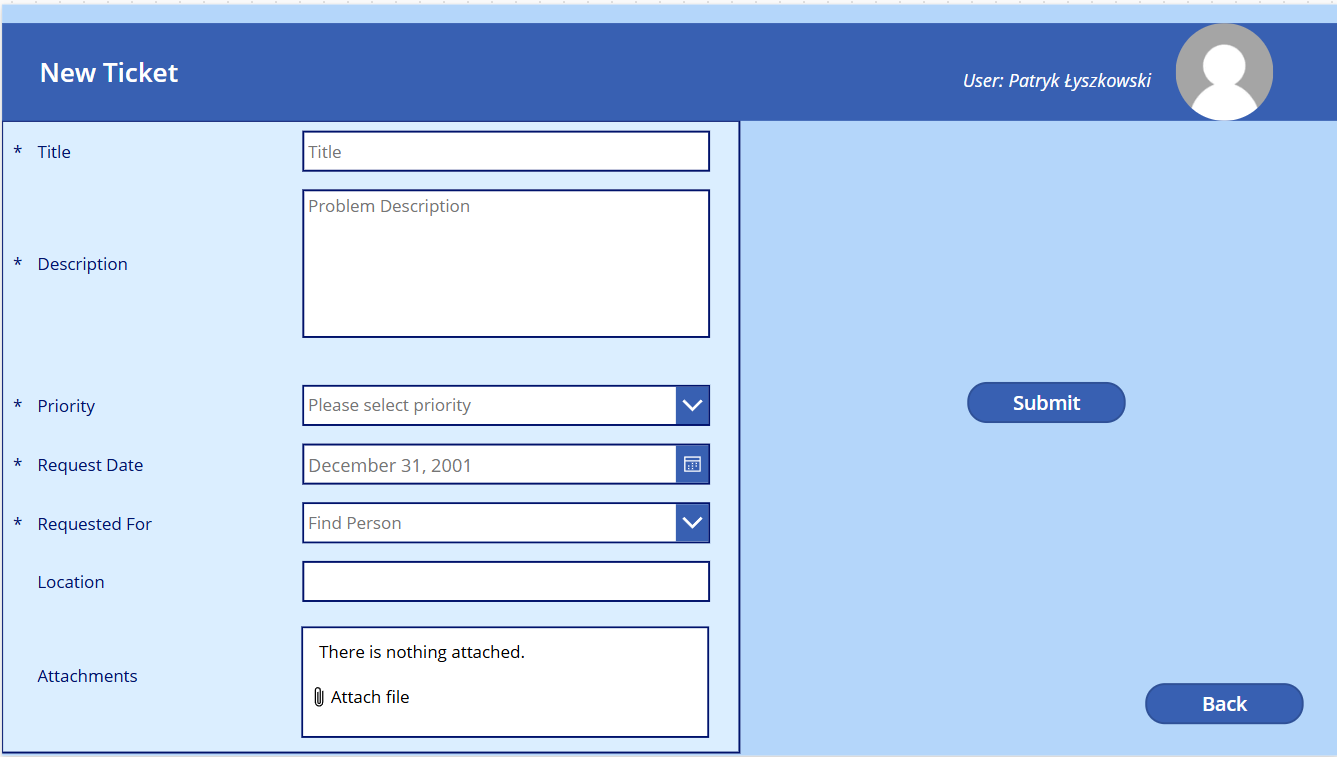 New Ticket
User: Patryk Łyszkowski
* Title
Title
* Description
Problem Description
* Priority
Please select priority
* Request Date
December 31, 2001
* Requested For
Find Person
Location
Attachments
There is nothing attached.
Attach file
Submit
Back